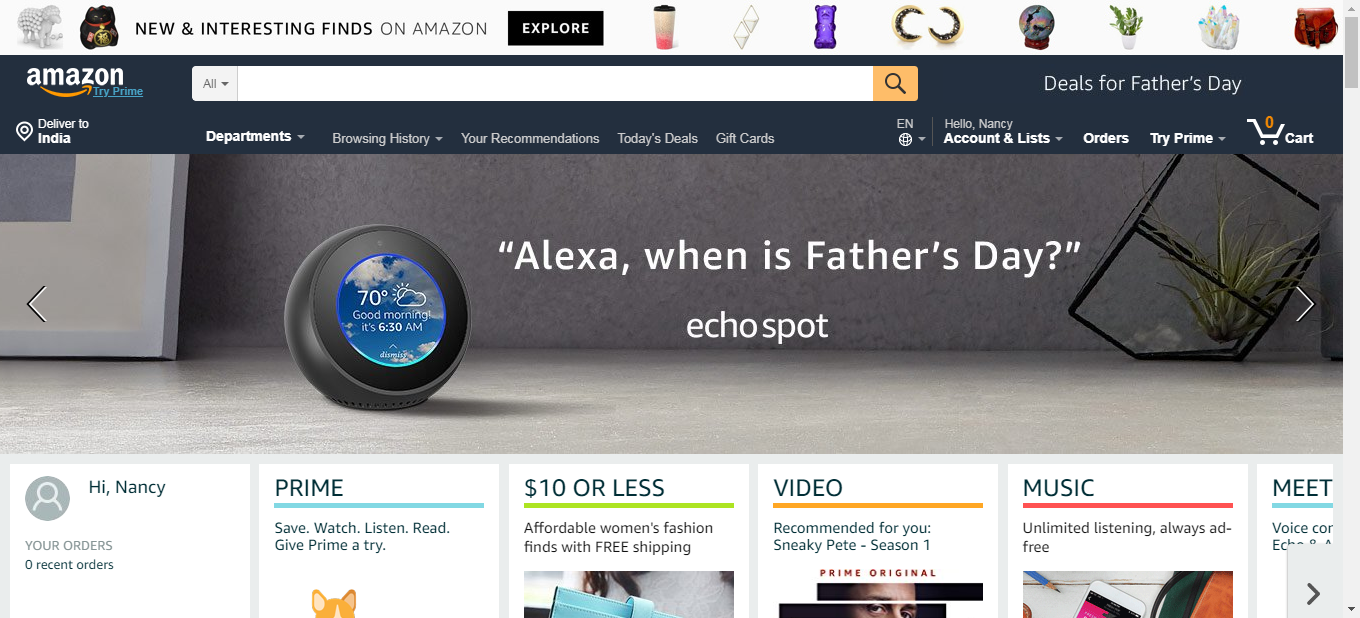 NEW & INTERESTING FINDS ON AMAZON EXPLORE
amazon
Try Prime
All
Deals for Father's Day
Deliver to
India
Departments
Browsing History
Your Recommendations
Today's Deals
Gift Cards
EN
Hello, Nancy
Account & Lists
Orders
Try Prime
0
Cart
“Alexa, when is Father’s Day?”
echo spot
70°
Good morning!
it's 6:30 AM
dismiss
Hi, Nancy
YOUR ORDERS
0 recent orders
PRIME
Save. Watch. Listen. Read.
Give Prime a try.
$10 OR LESS
Affordable women's fashion
finds with FREE shipping
VIDEO
Recommended for you:
Sneaky Pete - Season 1
PRIME ORIGINAL
MUSIC
Unlimited listening, always ad-
free
MEET